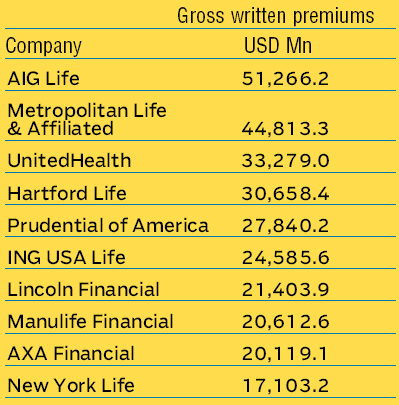 Gross written premiums
Company USD Mn
AIG Life 51,266.2
Metropolitan Life
& Affiliated 44,813.3
UnitedHealth 33,279.0
Hartford Life 30,658.4
Prudential of America 27,840.2
ING USA Life 24,585.6
Lincoln Financial 21,403.9
Manulife Financial 20,612.6
AXA Financial 20,119.1
New York Life 17,103.2